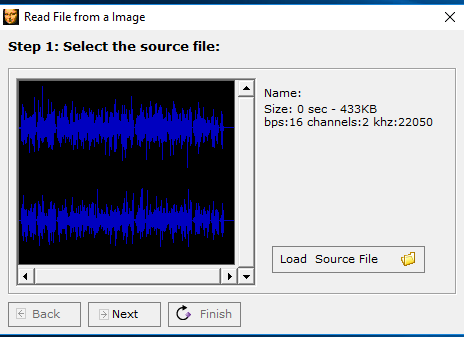 Read File from a Image
Step 1: Select the source file:
Name:
Size: 0 sec - 433KB
bps:16 channels:2 khz:22050
Load Source File
Back
Next
Finish